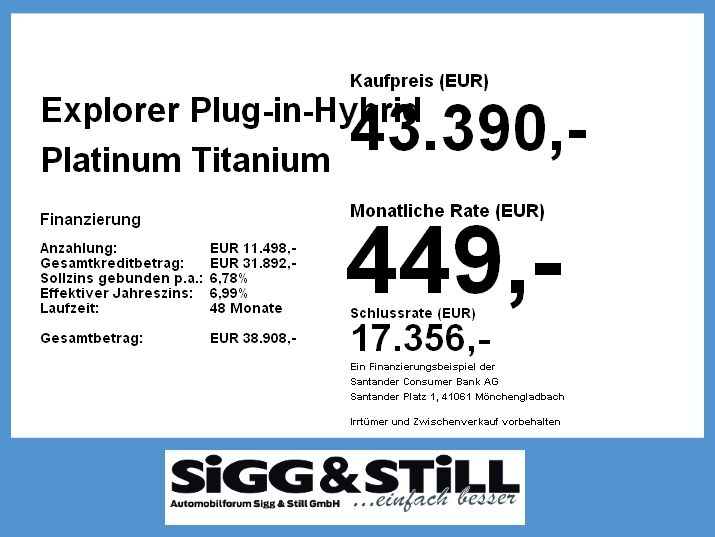 Explorer Plug-in-Hybrid
Platinum Titanium
Kaufpreis (EUR)
43.390,-
Finanzierung
Anzahlung: EUR 11.498,-
Gesamtkreditbetrag: EUR 31.892,-
Sollzins gebunden p.a.: 6,78%
Effektiver Jahreszins: 6,99%
Laufzeit: 48 Monate
Gesamtbetrag: EUR 38.908,-
Monatliche Rate (EUR)
449,-
Schlussrate (EUR)
17.356,-
Ein Finanzierungsbeispiel der
Santander Consumer Bank AG
Santander Platz 1, 41061 Mönchengladbach
Irrtümer und Zwischenverkauf vorbehalten
SiGG & STiLL
Automobilforum Sigg & Still GmbH ...einfach besser